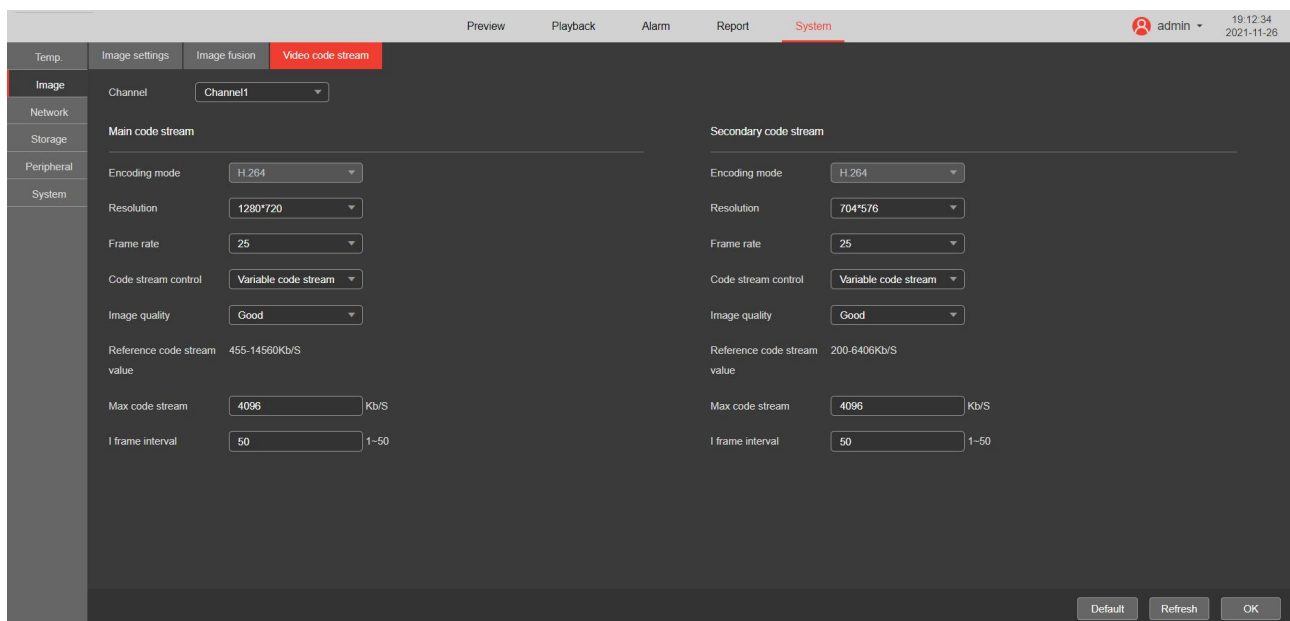 Preview Playback Alarm Report System admin 19:12:34
2021-11-26
Temp. Image settings Image fusion Video code stream
Image
Network
Storage
Peripheral
System
Channel Channel1
Main code stream
Encoding mode H.264
Resolution 1280*720
Frame rate 25
Code stream control Variable code stream
Image quality Good
Reference code stream 455-14560Kb/S
value
Max code stream 4096 Kb/S
I frame interval 50 1~50
Secondary code stream
Encoding mode H.264
Resolution 704*576
Frame rate 25
Code stream control Variable code stream
Image quality Good
Reference code stream 200-6406Kb/S
value
Max code stream 4096 Kb/S
I frame interval 50 1~50
Default Refresh OK